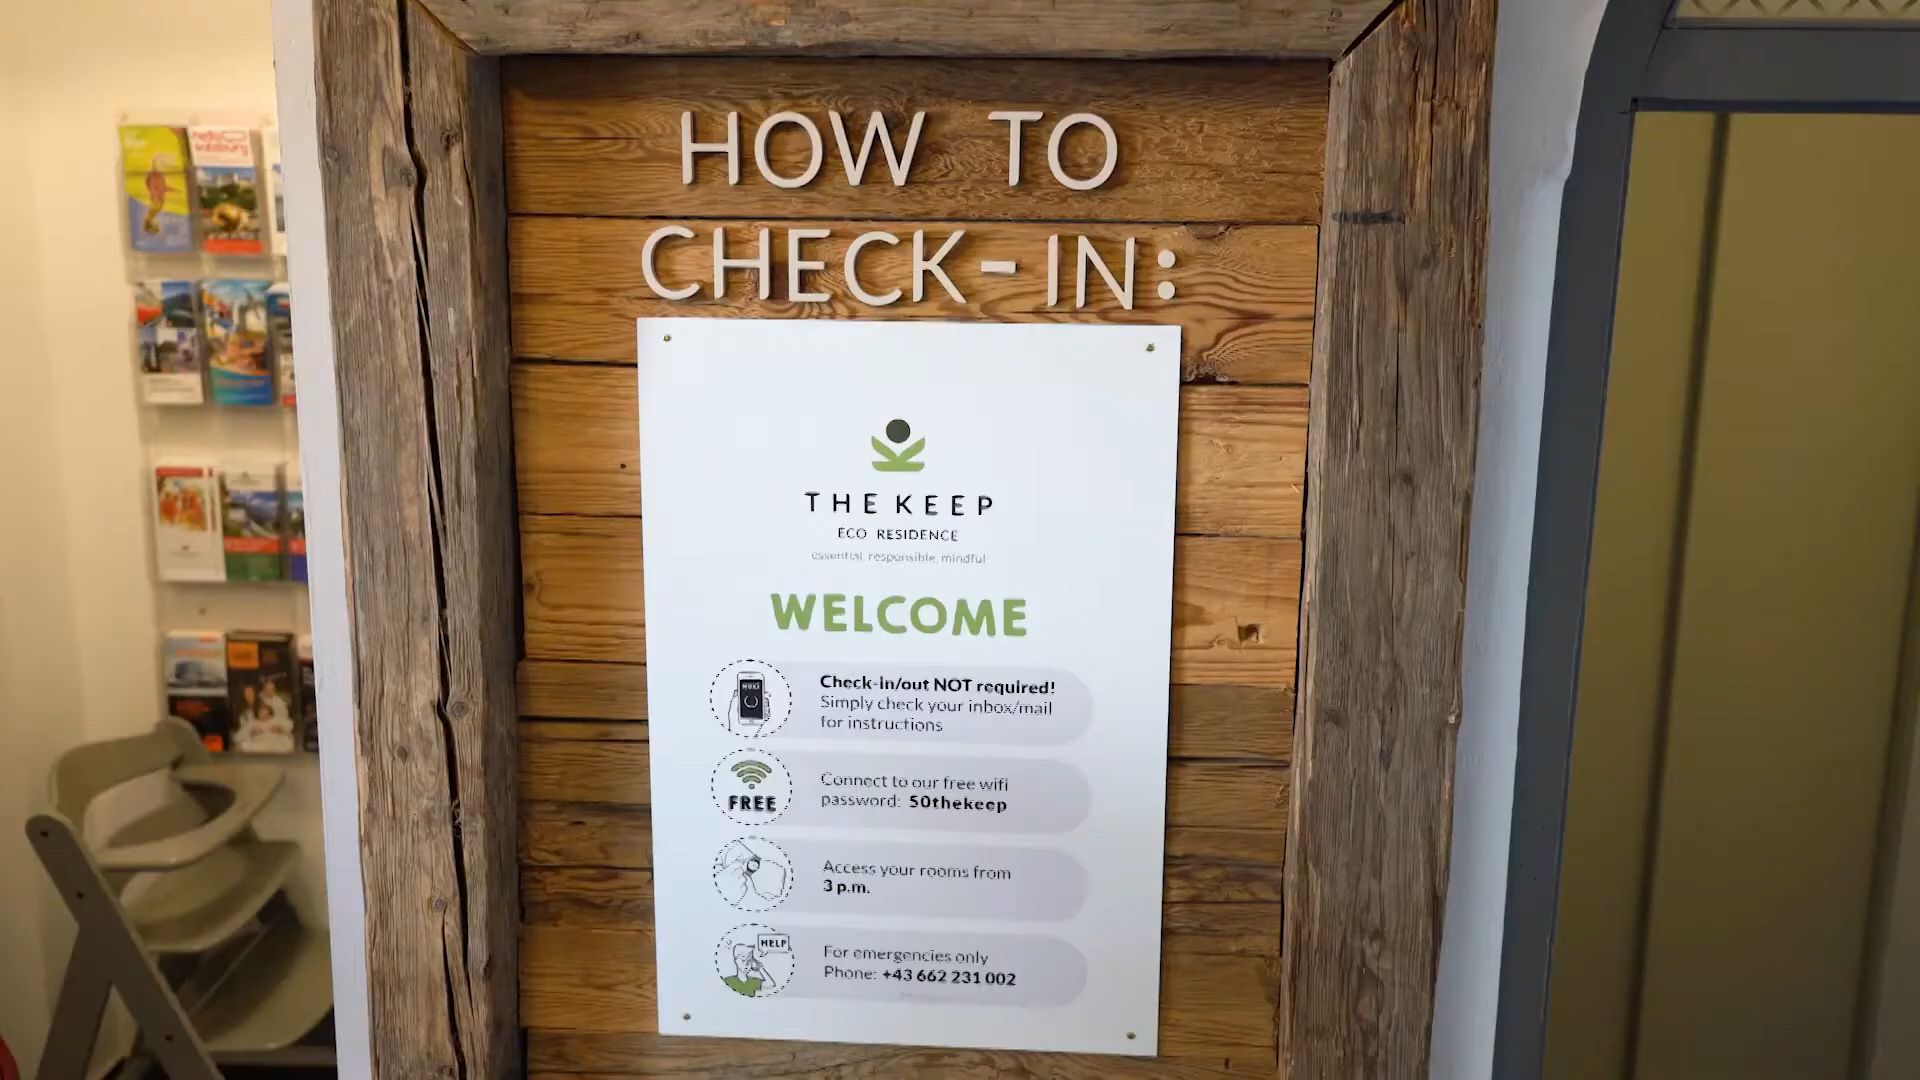 HOW TO
CHECK-IN:
THE KEEP
ECO RESIDENCE
essential. responsible. mindful
WELCOME
NUKI
Check-in/out NOT required!
Simply check your inbox/mail
for instructions
FREE
Connect to our free wifi
password: 50thekeep
Access your rooms from
3 p.m.
HELP
For emergencies only
Phone: +43 662 231 002